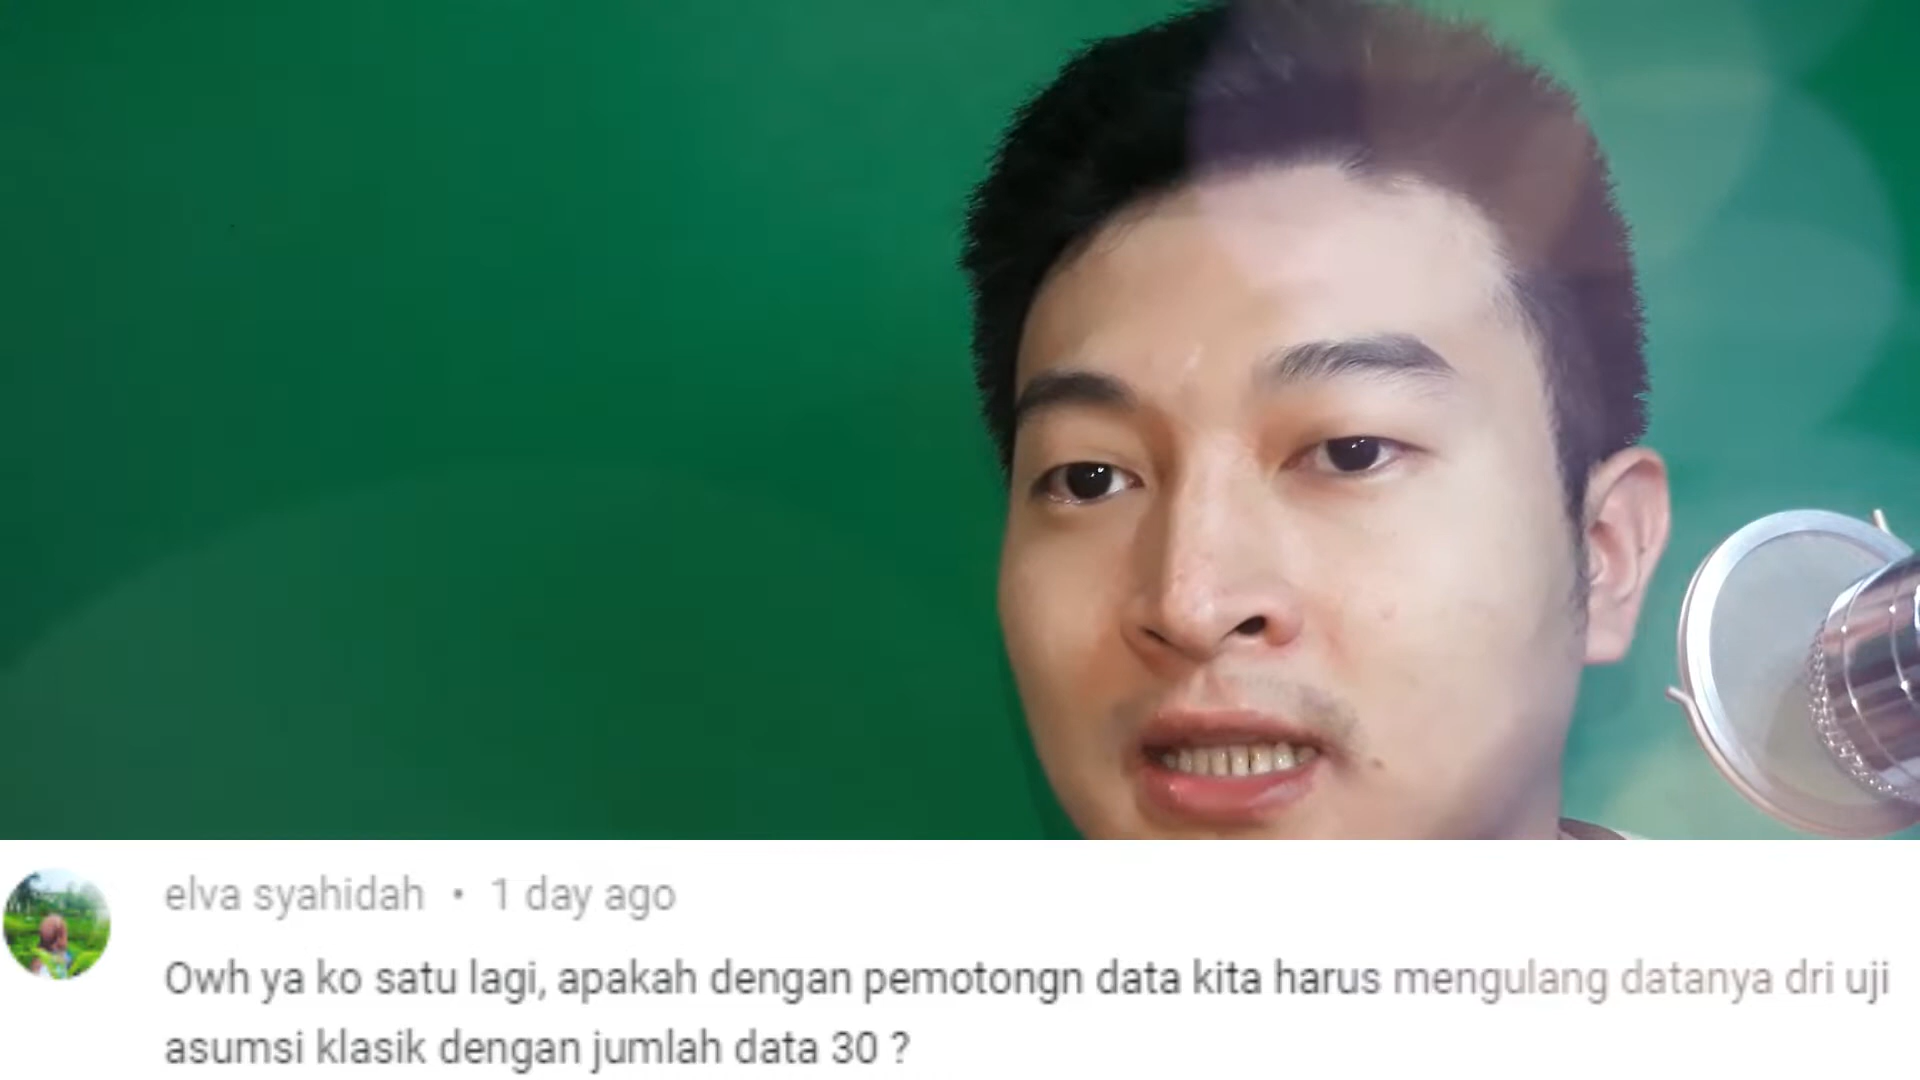 elva syahidah • 1 day ago
Owh ya ko satu lagi, apakah dengan pemotongn data kita harus mengulang datanya dri uji
asumsi klasik dengan jumlah data 30 ?